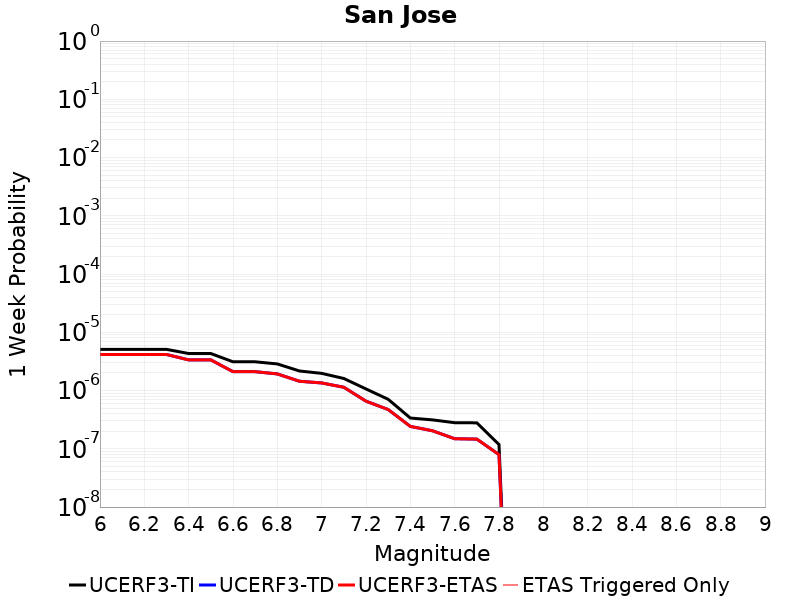 San Jose
1 Week Probability
10^0
10^-1
10^-2
10^-3
10^-4
10^-5
10^-6
10^-7
10^-8
6 6.2 6.4 6.6 6.8 7 7.2 7.4 7.6 7.8 8 8.2 8.4 8.6 8.8 9
Magnitude
UCERF3-TI UCERF3-TD UCERF3-ETAS ETAS Triggered Only